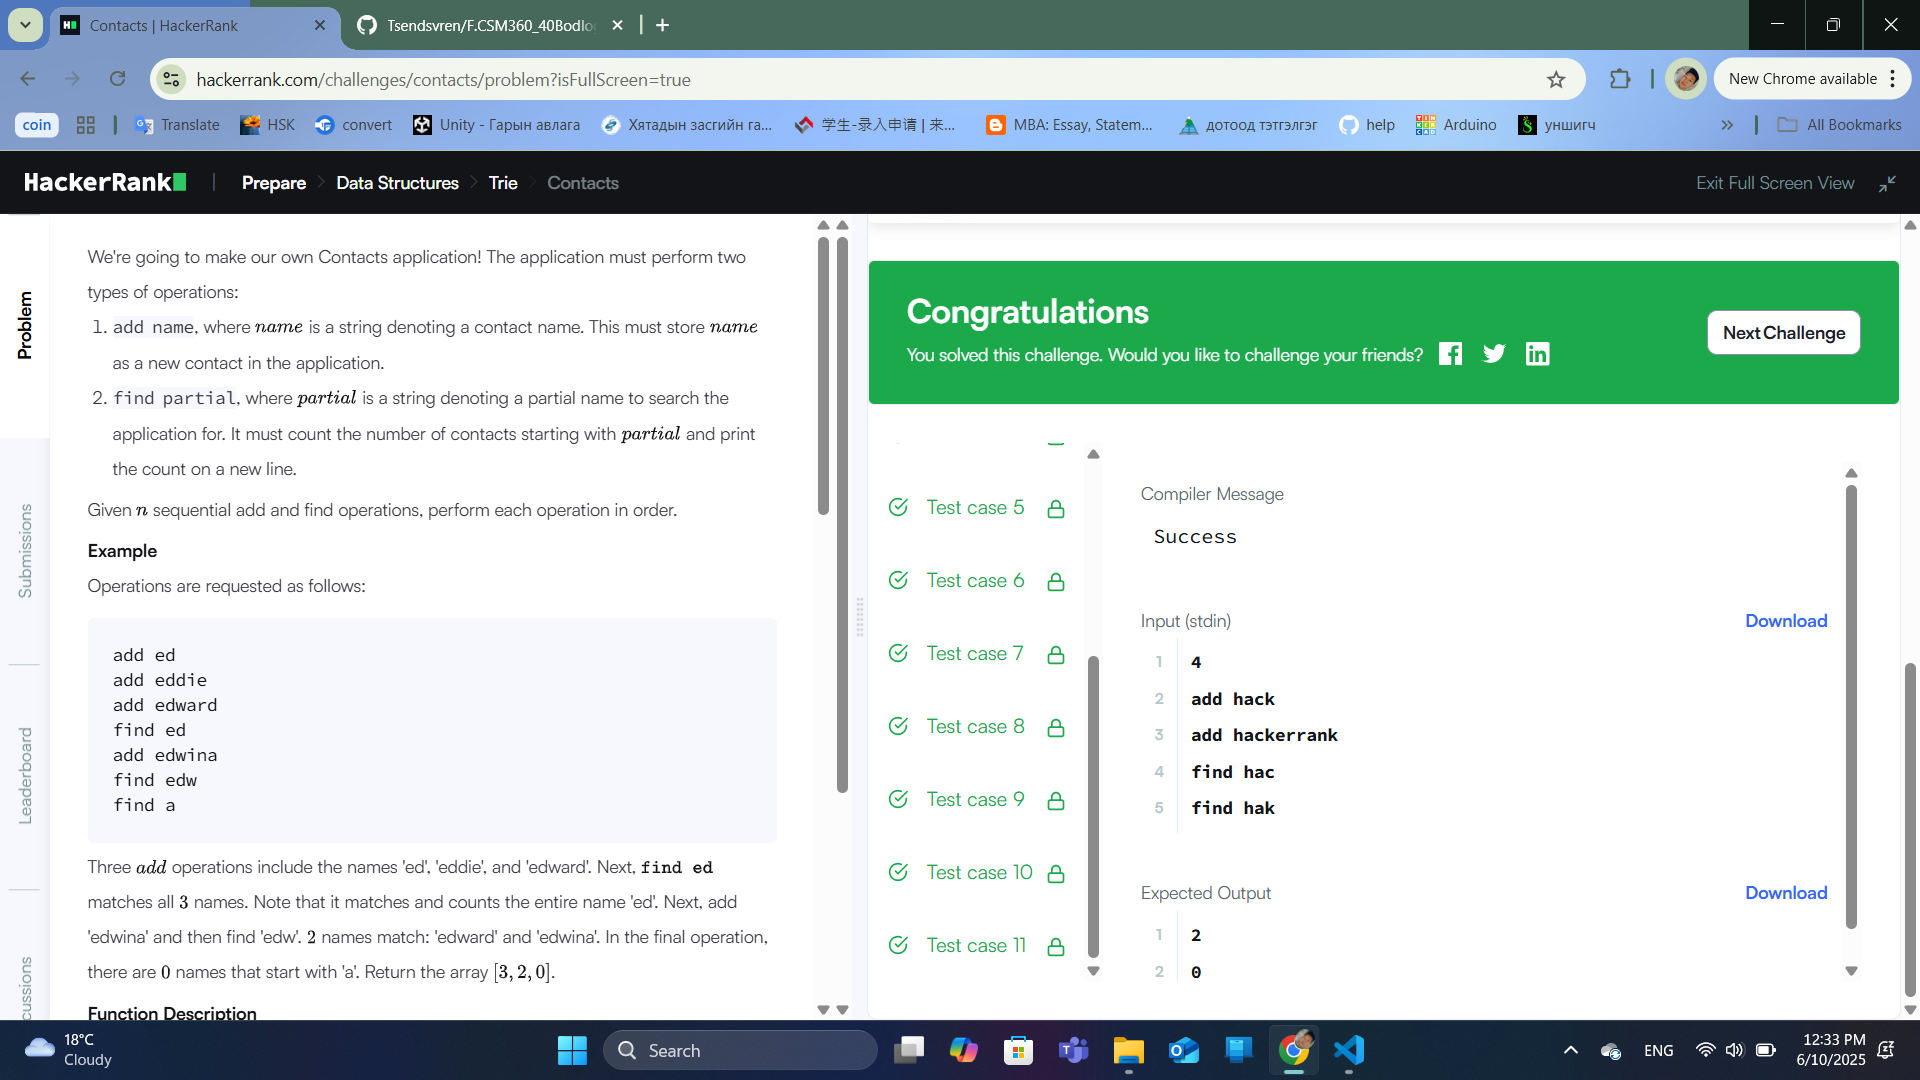 Contacts | HackerRank
Tsendsvren/F.CSM360_40Bodlo
hackerrank.com/challenges/contacts/problem?isFullScreen=true
New Chrome available
coin
Translate
HSK
convert
Unity - Гарын авлага
Хятадын засгийн га...
学生-录入申请 | 来...
MBA: Essay, Statem...
дотоод тэтгэлгэг
help
Arduino
уншигч
All Bookmarks
HackerRank
Prepare
Data Structures
Trie
Contacts
Exit Full Screen View
Problem
Submissions
Leaderboard
cussions
We're going to make our own Contacts application! The application must perform two
types of operations:
1. add name, where name is a string denoting a contact name. This must store name
as a new contact in the application.
2. find partial, where partial is a string denoting a partial name to search the
application for. It must count the number of contacts starting with partial and print
the count on a new line.
Given n sequential add and find operations, perform each operation in order.
Example
Operations are requested as follows:
add ed
add eddie
add edward
find ed
add edwina
find edw
find a
Three add operations include the names 'ed', 'eddie', and 'edward'. Next, find ed
matches all 3 names. Note that it matches and counts the entire name 'ed'. Next, add
'edwina' and then find 'edw'. 2 names match: 'edward' and 'edwina'. In the final operation,
there are 0 names that start with 'a'. Return the array [3, 2, 0].
Function Description
Congratulations
You solved this challenge. Would you like to challenge your friends?
Next Challenge
Test case 5
Test case 6
Test case 7
Test case 8
Test case 9
Test case 10
Test case 11
Compiler Message
Success
Input (stdin)
Download
1 4
2 add hack
3 add hackerrank
4 find hac
5 find hak
Expected Output
Download
1 2
2 0
18°C
Cloudy
Search
ENG
12:33 PM
6/10/2025